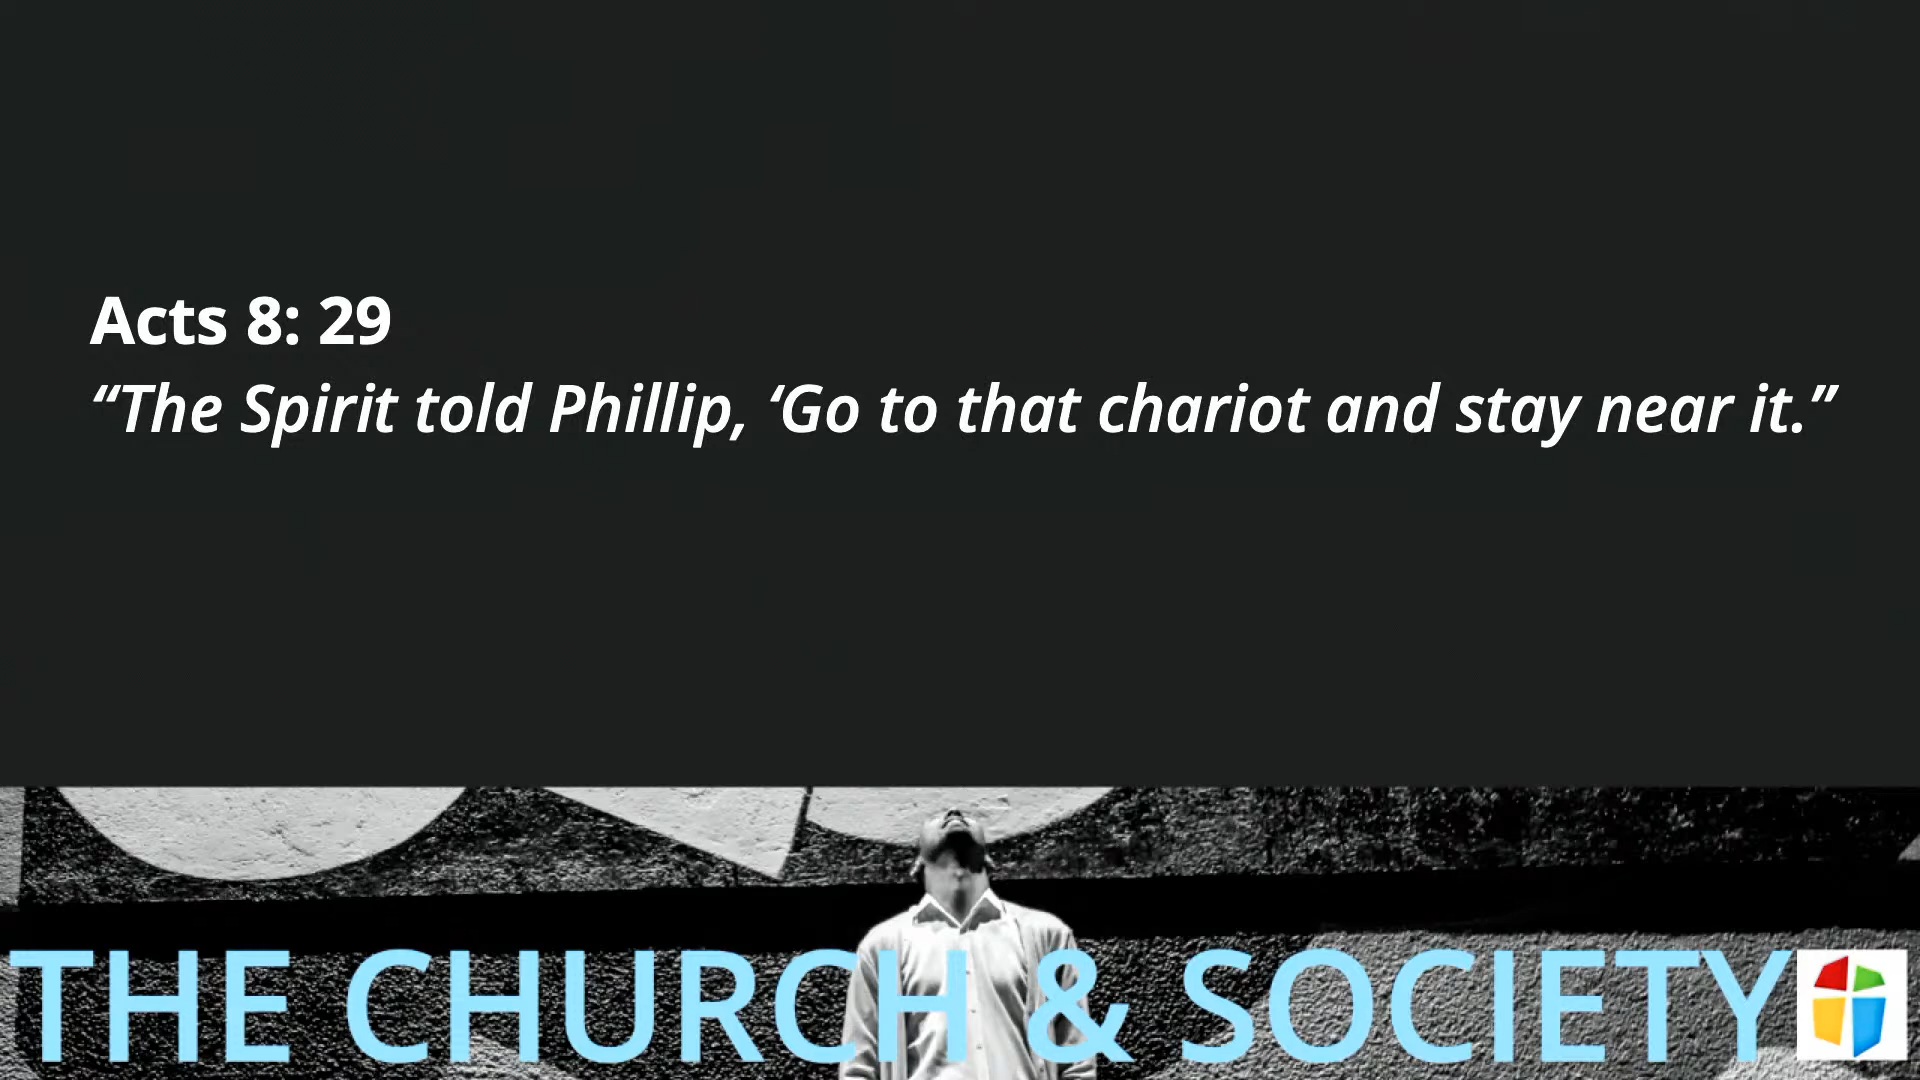 Acts 8: 29
“The Spirit told Phillip, ‘Go to that chariot and stay near it.”
THE CHURCH & SOCIETY